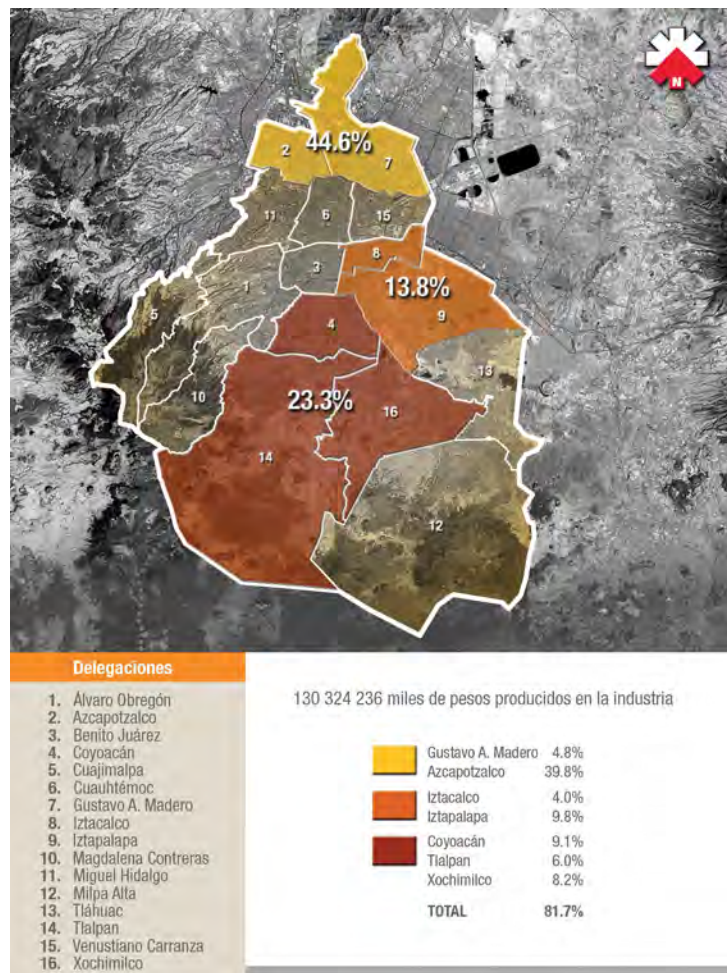 N
2
44.6%
7
11
6
15
8
3
1
13.8%
5
9
4
13
10
23.3%
16
14
12
Delegaciones
1. Álvaro Obregón
2. Azcapotzalco
3. Benito Juárez
4. Coyoacán
5. Cuajimalpa
6. Cuauhtémoc
7. Gustavo A. Madero
8. Iztacalco
9. Iztapalapa
10. Magdalena Contreras
11. Miguel Hidalgo
12. Milpa Alta
13. Tláhuac
14. Tlalpan
15. Venustiano Carranza
16. Xochimilco
130 324 236 miles de pesos producidos en la industria
Gustavo A. Madero 4.8%
Azcapotzalco 39.8%
Iztacalco 4.0%
Iztapalapa 9.8%
Coyoacán 9.1%
Tlalpan 6.0%
Xochimilco 8.2%
TOTAL 81.7%